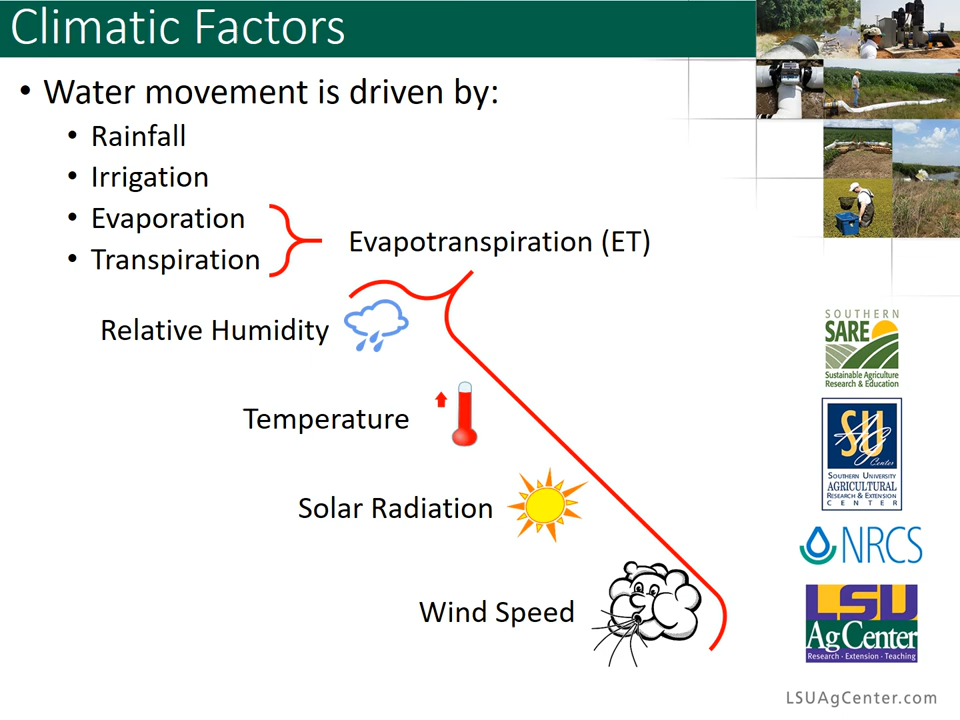 Climatic Factors
• Water movement is driven by:
• Rainfall
• Irrigation
• Evaporation
• Transpiration
Evapotranspiration (ET)
Relative Humidity
Temperature
Solar Radiation
Wind Speed
SOUTHERN
SARE
Sustainable Agriculture
Research & Education
SU
Ag
Center
SOUTHERN UNIVERSITY
AGRICULTURAL
RESEARCH & EXTENSION
CENTER
NRCS
LSU
AgCenter
Research · Extension · Teaching
LSUAgCenter.com